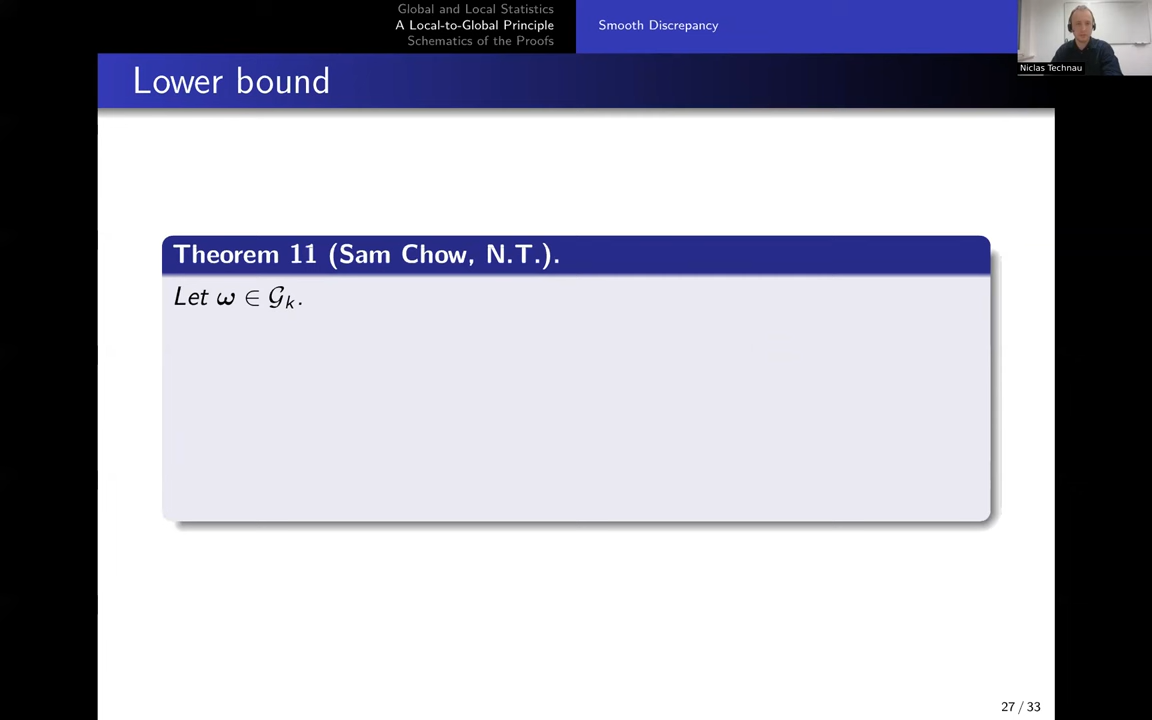 Global and Local Statistics
A Local-to-Global Principle
Schematics of the Proofs
Smooth Discrepancy
Niclas Technau
Lower bound
Theorem 11 (Sam Chow, N.T.).
Let ω ∈ 𝒢ₖ.
27 / 33